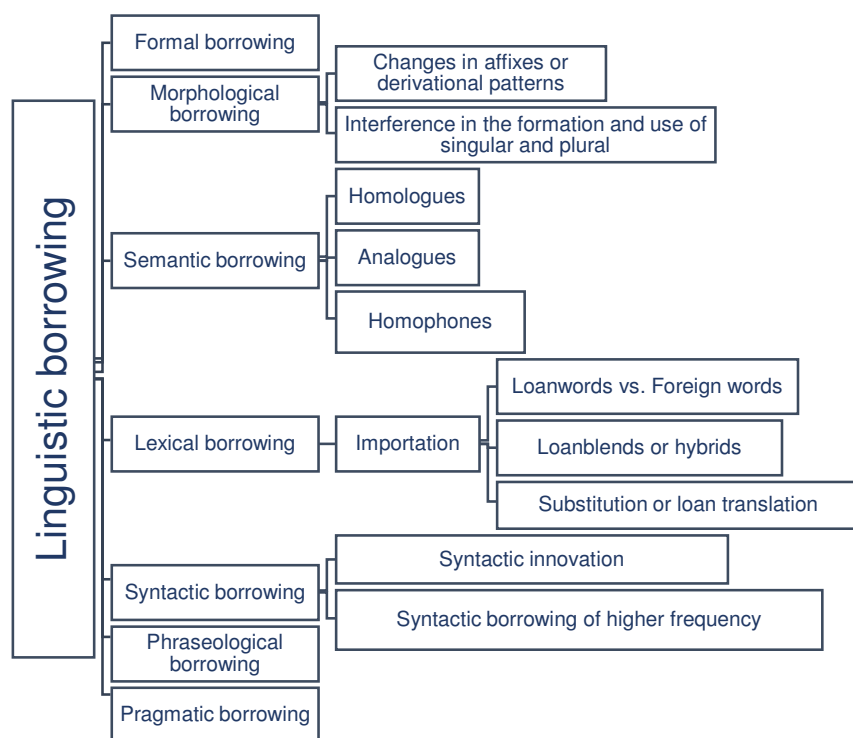 Linguistic borrowing
Formal borrowing
Morphological
borrowing
Changes in affixes or
derivational patterns
Interference in the formation and use of
singular and plural
Semantic borrowing
Homologues
Analogues
Homophones
Lexical borrowing
Importation
Loanwords vs. Foreign words
Loanblends or hybrids
Substitution or loan translation
Syntactic borrowing
Syntactic innovation
Syntactic borrowing of higher frequency
Phraseological
borrowing
Pragmatic borrowing